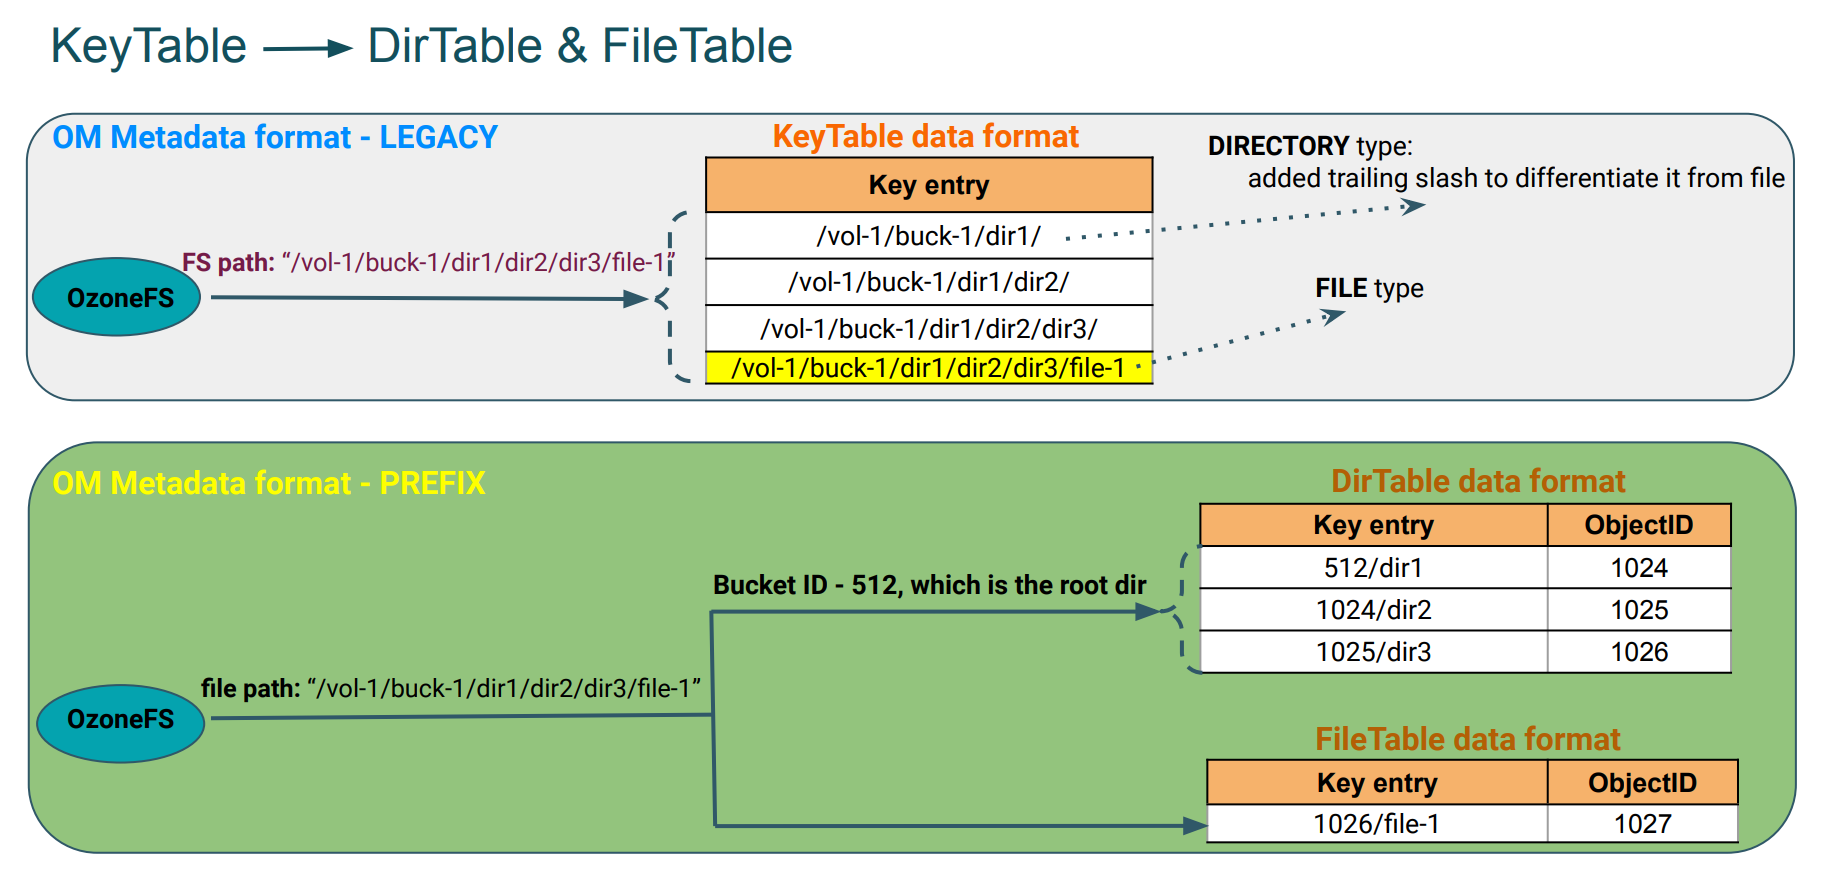 KeyTable DirTable & FileTable
OM Metadata format - LEGACY
KeyTable data format
Key entry
/vol-1/buck-1/dir1/
/vol-1/buck-1/dir1/dir2/
/vol-1/buck-1/dir1/dir2/dir3/
/vol-1/buck-1/dir1/dir2/dir3/file-1
DIRECTORY type:
added trailing slash to differentiate it from file
FILE type
FS path: “/vol-1/buck-1/dir1/dir2/dir3/file-1”
OzoneFS
OM Metadata format - PREFIX
DirTable data format
Key entry ObjectID
512/dir1 1024
1024/dir2 1025
1025/dir3 1026
Bucket ID - 512, which is the root dir
file path: “/vol-1/buck-1/dir1/dir2/dir3/file-1”
OzoneFS
FileTable data format
Key entry ObjectID
1026/file-1 1027